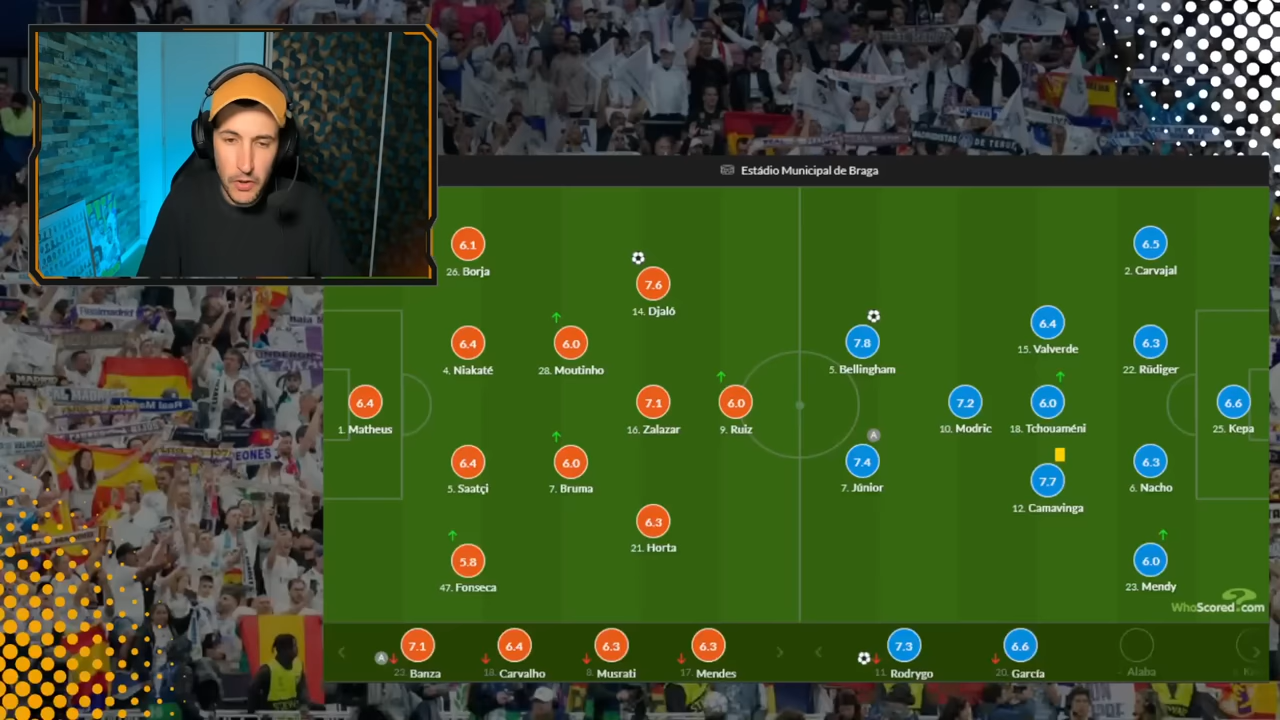 Estádio Municipal de Braga
6.1
26. Borja
6.4
4. Niakaté
6.4
1. Matheus
6.4
5. Saatçi
5.8
47. Fonseca
6.0
28. Moutinho
6.0
7. Bruma
7.6
14. Djaló
7.1
16. Zalazar
6.3
21. Horta
6.0
9. Ruiz
7.8
5. Bellingham
A
7.4
7. Júnior
7.2
10. Modric
6.4
15. Valverde
6.0
18. Tchouaméni
7.7
12. Camavinga
6.5
2. Carvajal
6.3
22. Rüdiger
6.3
6. Nacho
6.0
23. Mendy
6.6
25. Kepa
WhoScored.com
A
7.1
23. Banza
6.4
18. Carvalho
6.3
8. Musrati
6.3
17. Mendes
7.3
11. Rodrygo
6.6
20. García
Alaba